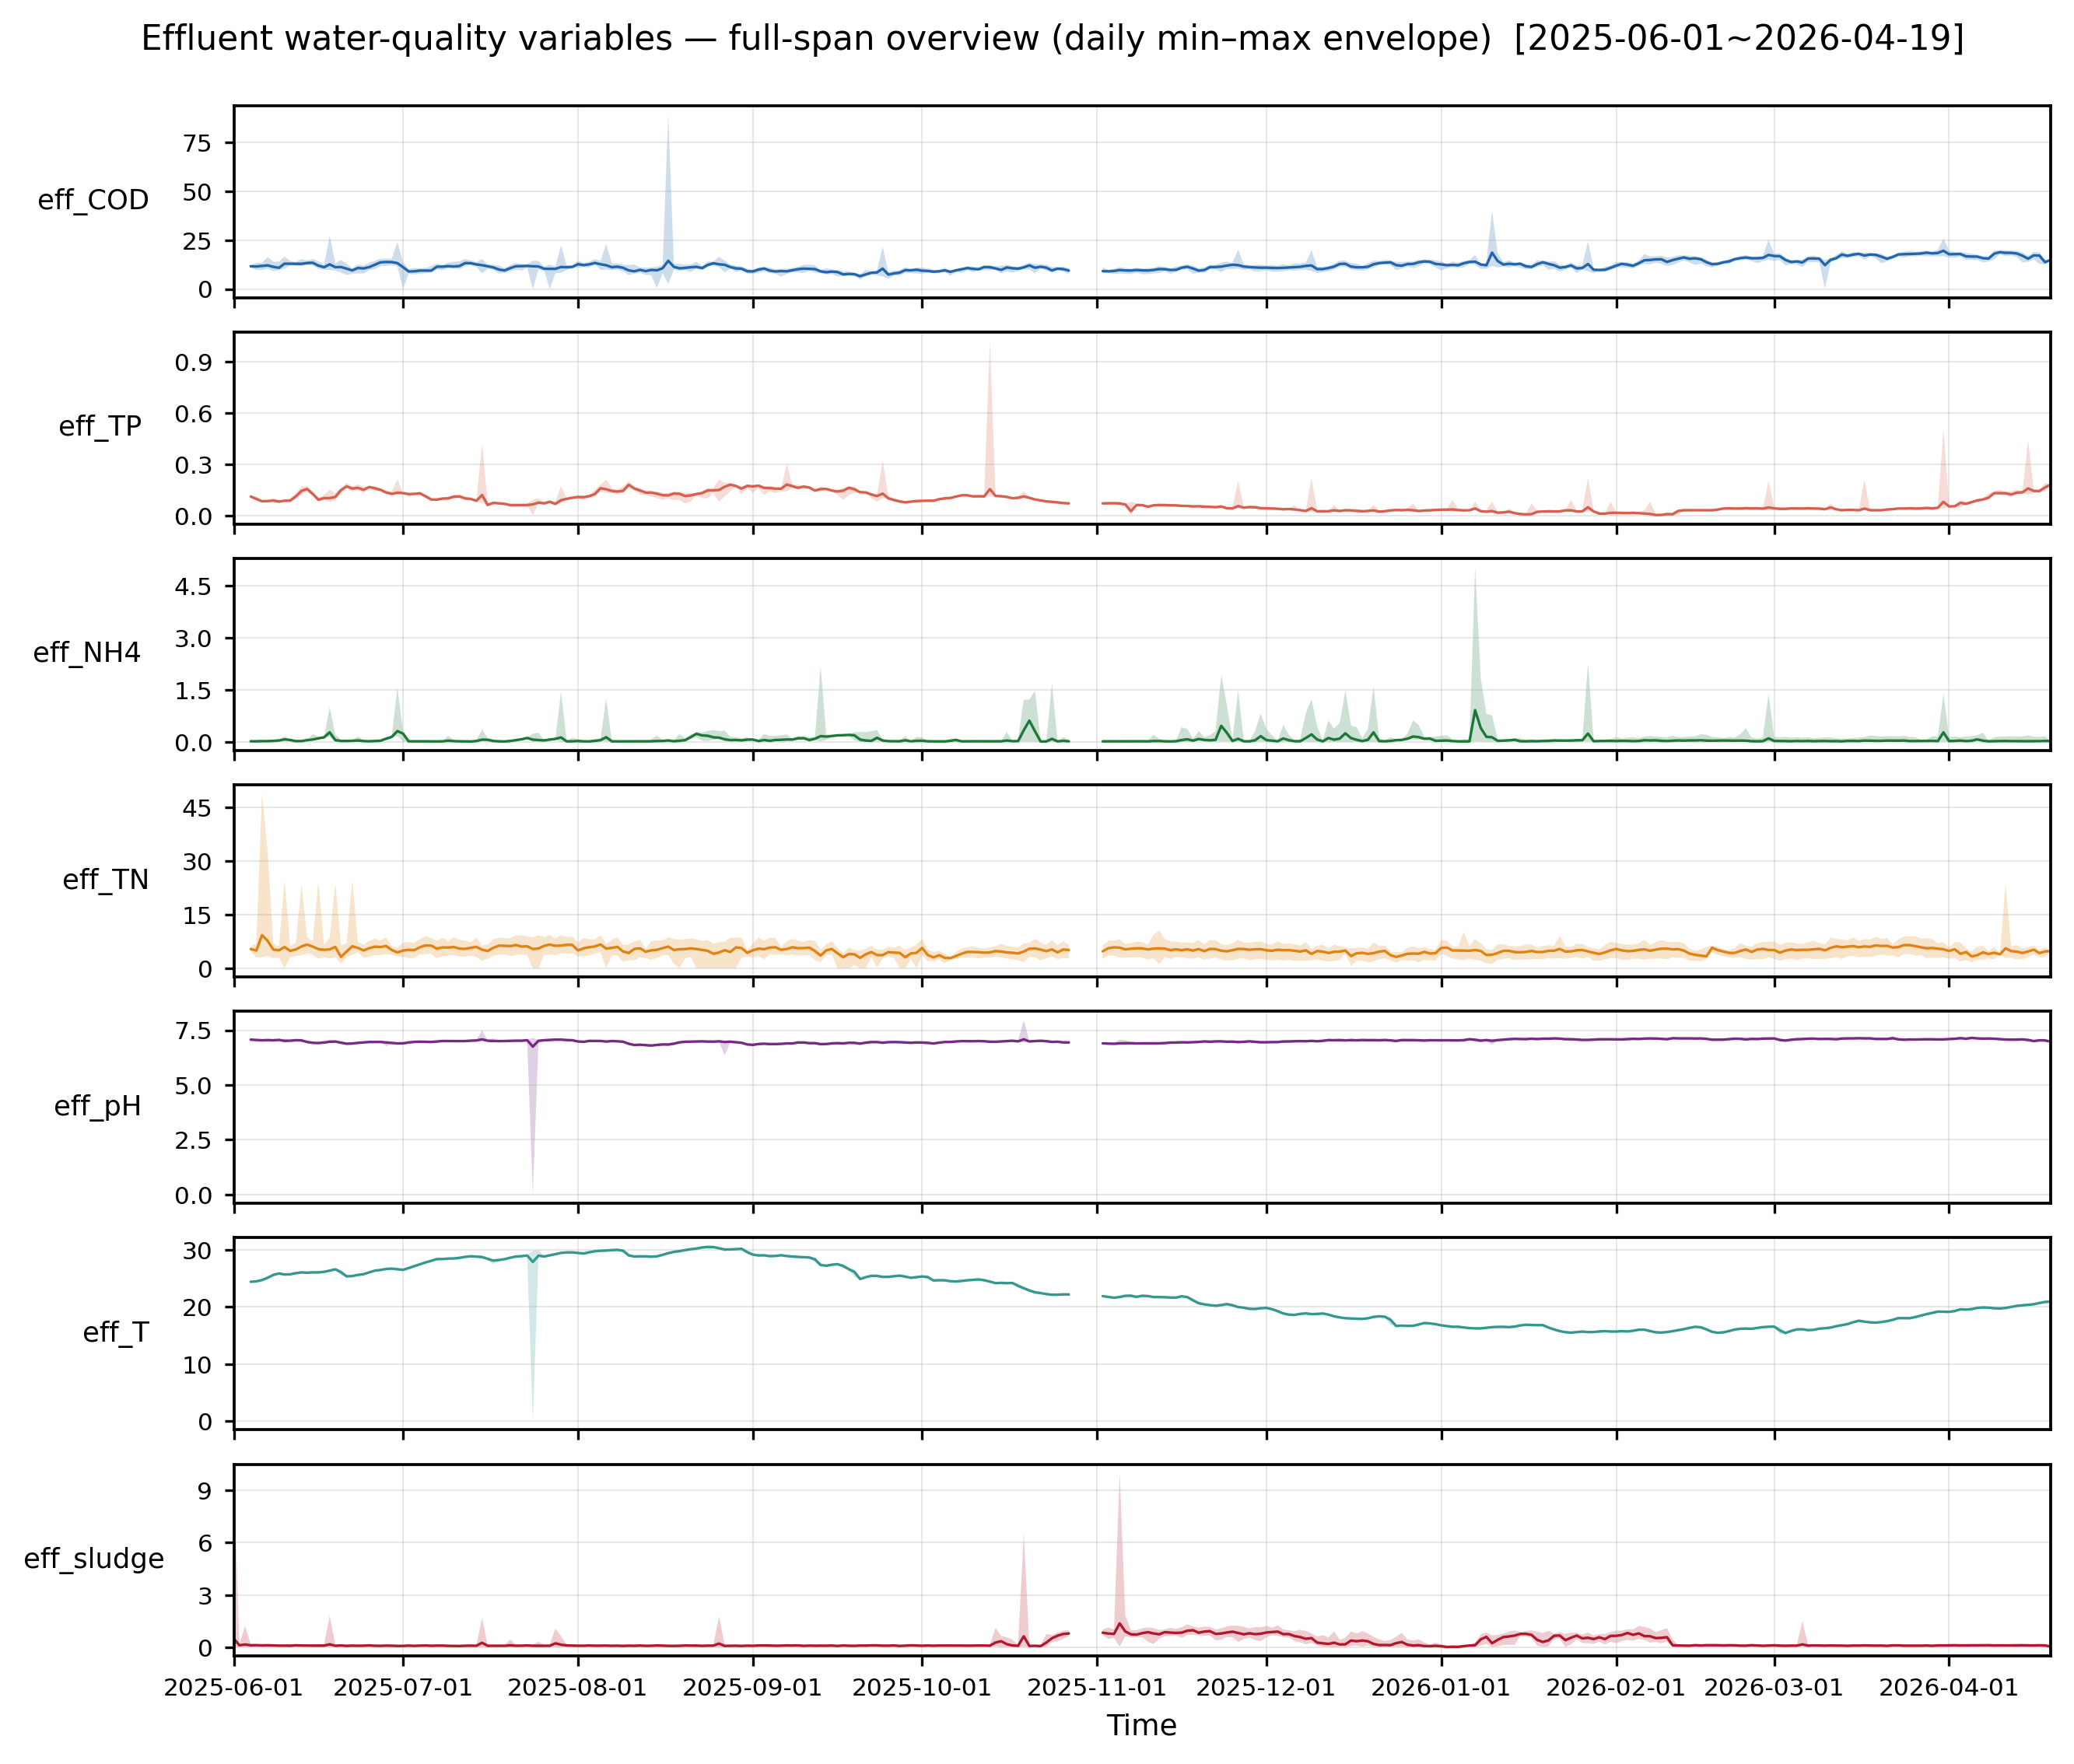 Effluent water-quality variables — full-span overview (daily min–max envelope)  [2025-06-01~2026-04-19]
75
50
25
0
eff_COD
0.9
0.6
0.3
0.0
eff_TP
4.5
3.0
1.5
0.0
eff_NH4
45
30
15
0
eff_TN
7.5
5.0
2.5
0.0
eff_pH
30
20
10
0
eff_T
9
6
3
0
eff_sludge
2025-06-01 2025-07-01 2025-08-01 2025-09-01 2025-10-01 2025-11-01 2025-12-01 2026-01-01 2026-02-01 2026-03-01 2026-04-01
Time